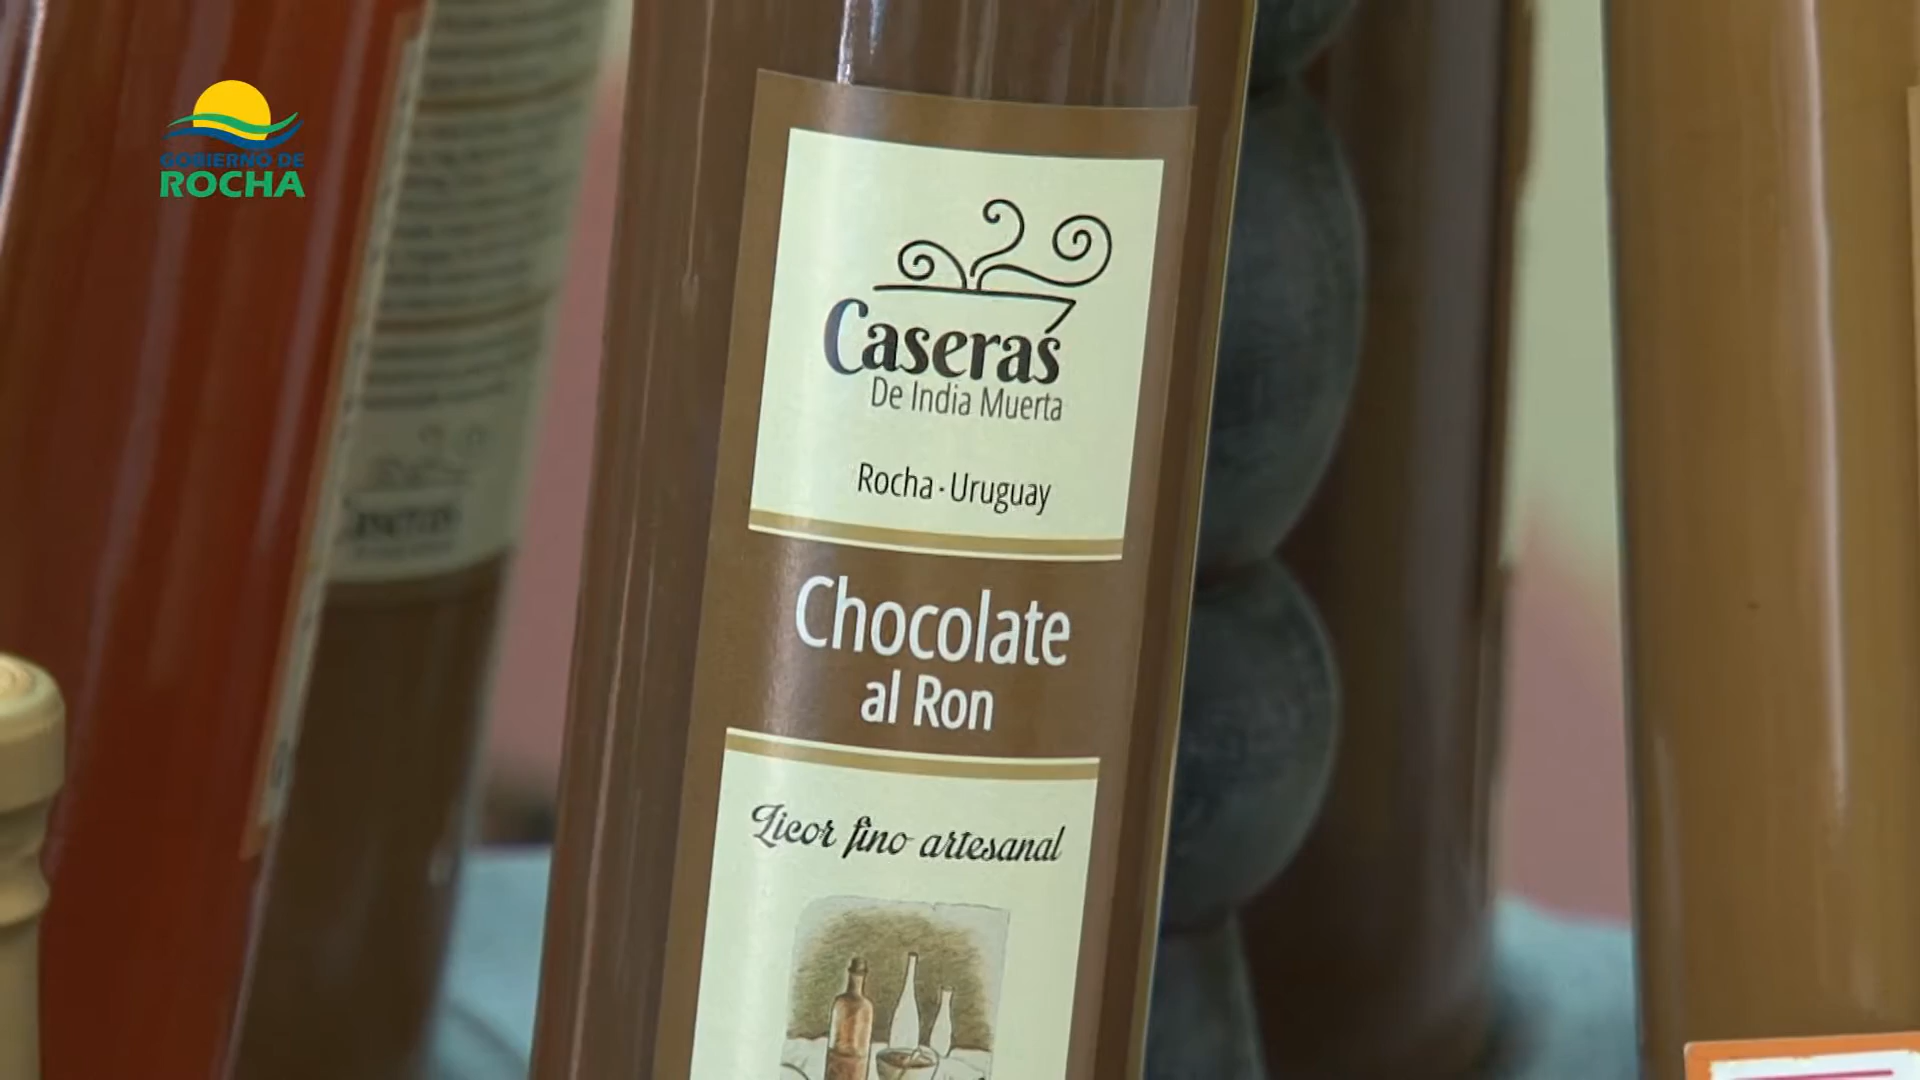 GOBIERNO DE
ROCHA
Caseras
De India Muerta
Rocha · Uruguay
Chocolate
al Ron
Licor fino artesanal